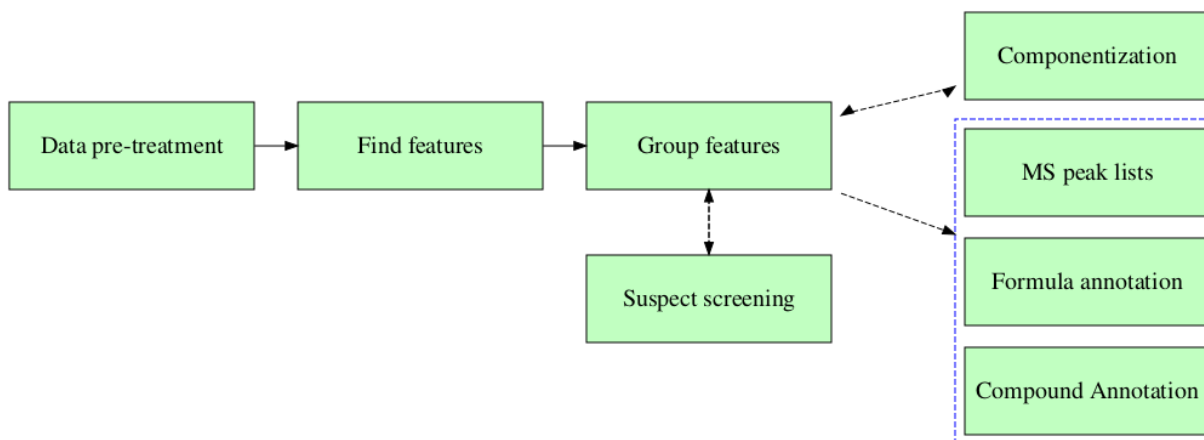 Componentization
Data pre-treatment
Find features
Group features
MS peak lists
Formula annotation
Suspect screening
Compound Annotation